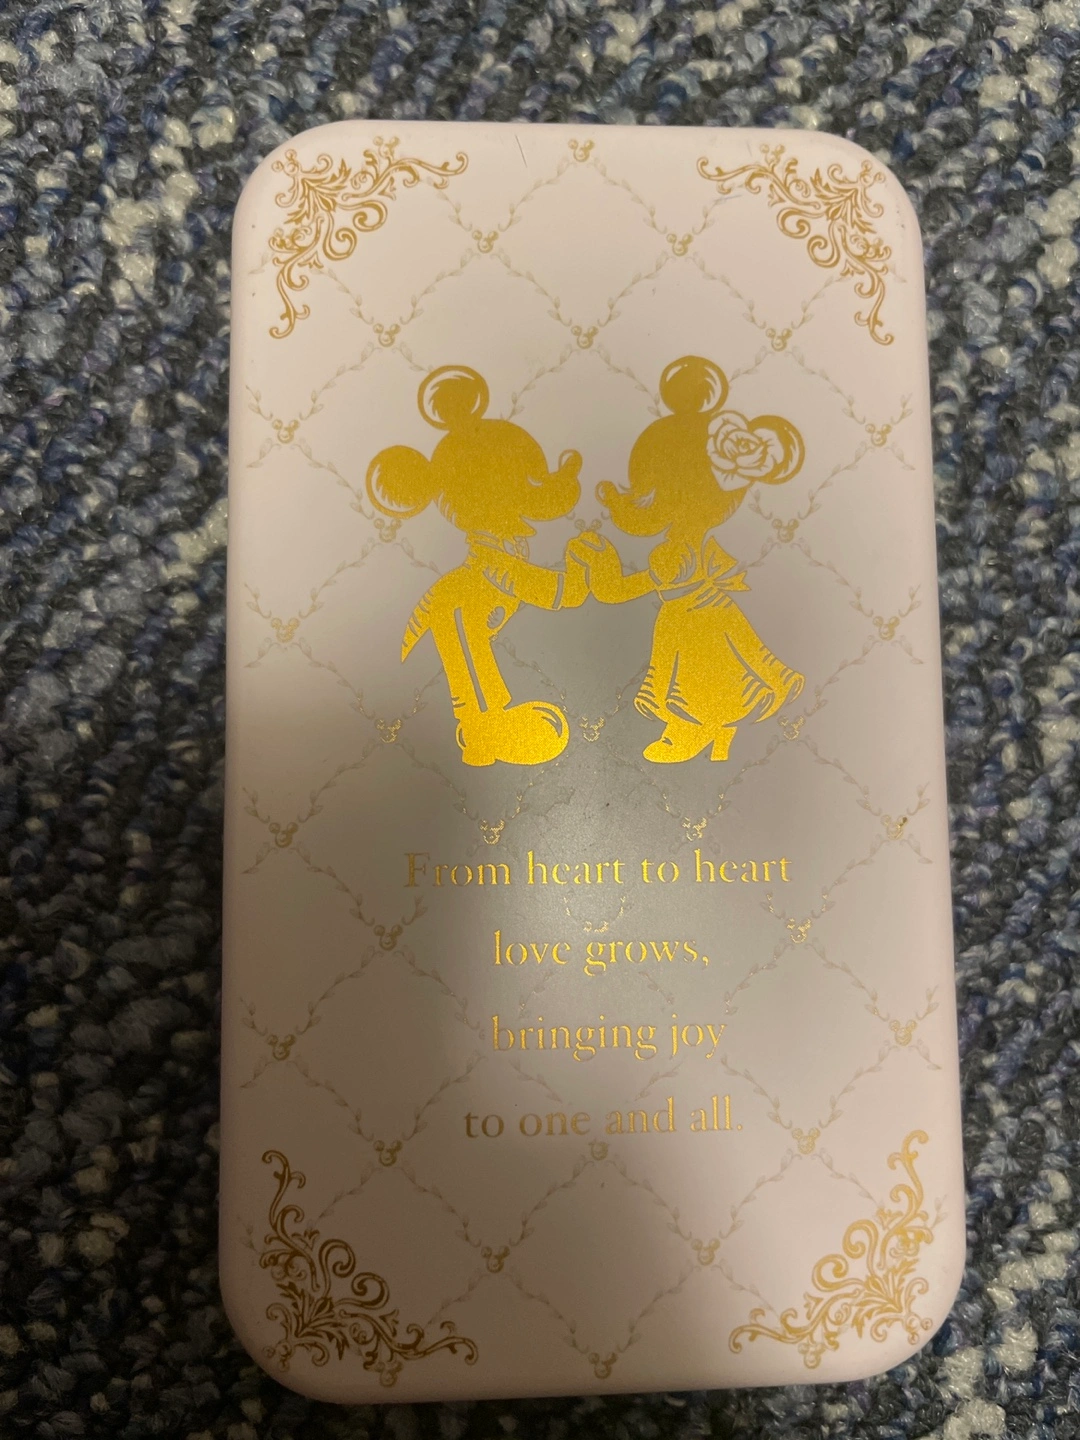 From heart to heart
love grows,
bringing joy
to one and all.